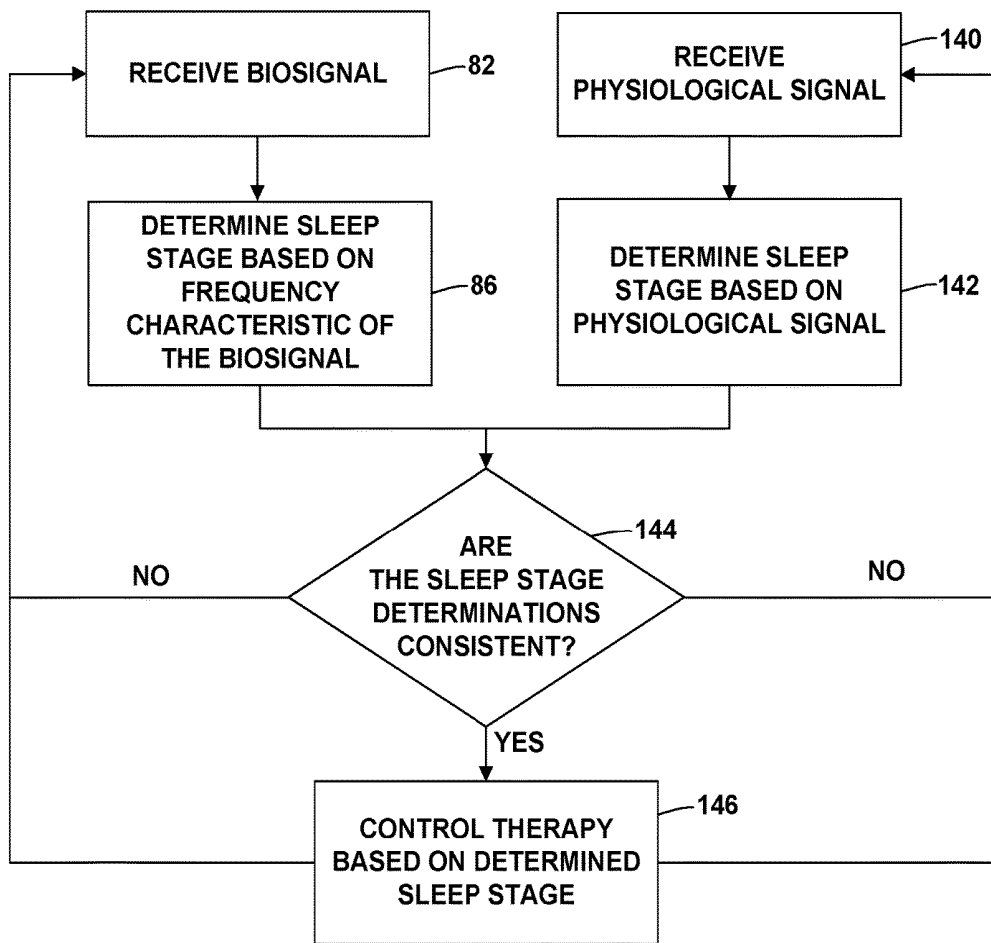 RECEIVE BIOSIGNAL
82
RECEIVE
PHYSIOLOGICAL SIGNAL
140
DETERMINE SLEEP
STAGE BASED ON
FREQUENCY
CHARACTERISTIC OF
THE BIOSIGNAL
86
DETERMINE SLEEP
STAGE BASED ON
PHYSIOLOGICAL SIGNAL
142
ARE
THE SLEEP STAGE
DETERMINATIONS
CONSISTENT?
144
NO
NO
YES
CONTROL THERAPY
BASED ON DETERMINED
SLEEP STAGE
146